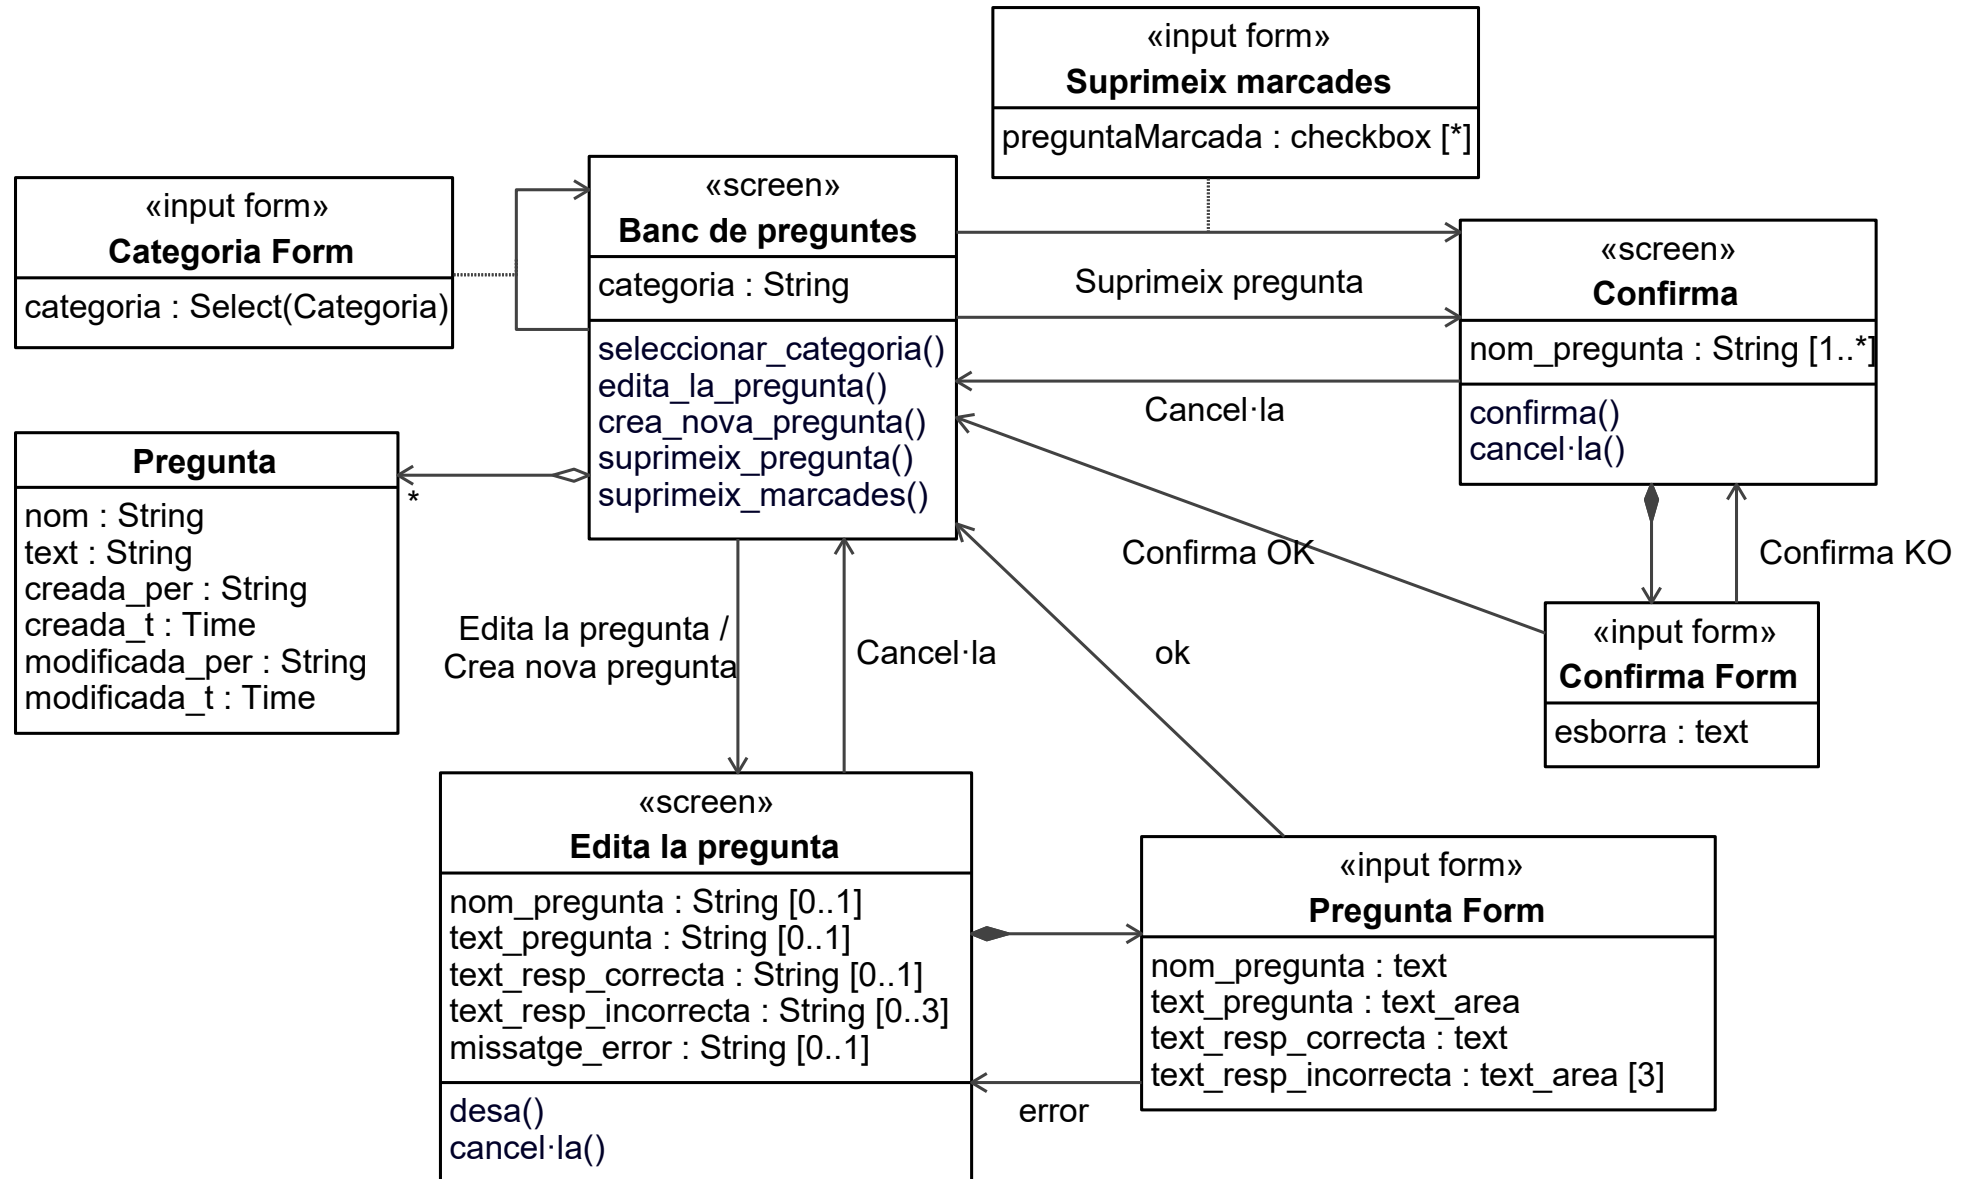 «input form»
Suprimeix marcades
preguntaMarcada : checkbox [*]
«input form»
Categoria Form
categoria : Select(Categoria)
«screen»
Banc de preguntes
categoria : String
seleccionar_categoria()
edita_la_pregunta()
crea_nova_pregunta()
suprimeix_pregunta()
suprimeix_marcades()
Suprimeix pregunta
«screen»
Confirma
nom_pregunta : String [1..*]
confirma()
cancel·la()
Cancel·la
Pregunta
nom : String
text : String
creada_per : String
creada_t : Time
modificada_per : String
modificada_t : Time
*
Confirma OK
Confirma KO
Edita la pregunta /
Crea nova pregunta
Cancel·la
ok
«input form»
Confirma Form
esborra : text
«screen»
Edita la pregunta
nom_pregunta : String [0..1]
text_pregunta : String [0..1]
text_resp_correcta : String [0..1]
text_resp_incorrecta : String [0..3]
missatge_error : String [0..1]
desa()
cancel·la()
«input form»
Pregunta Form
nom_pregunta : text
text_pregunta : text_area
text_resp_correcta : text
text_resp_incorrecta : text_area [3]
error